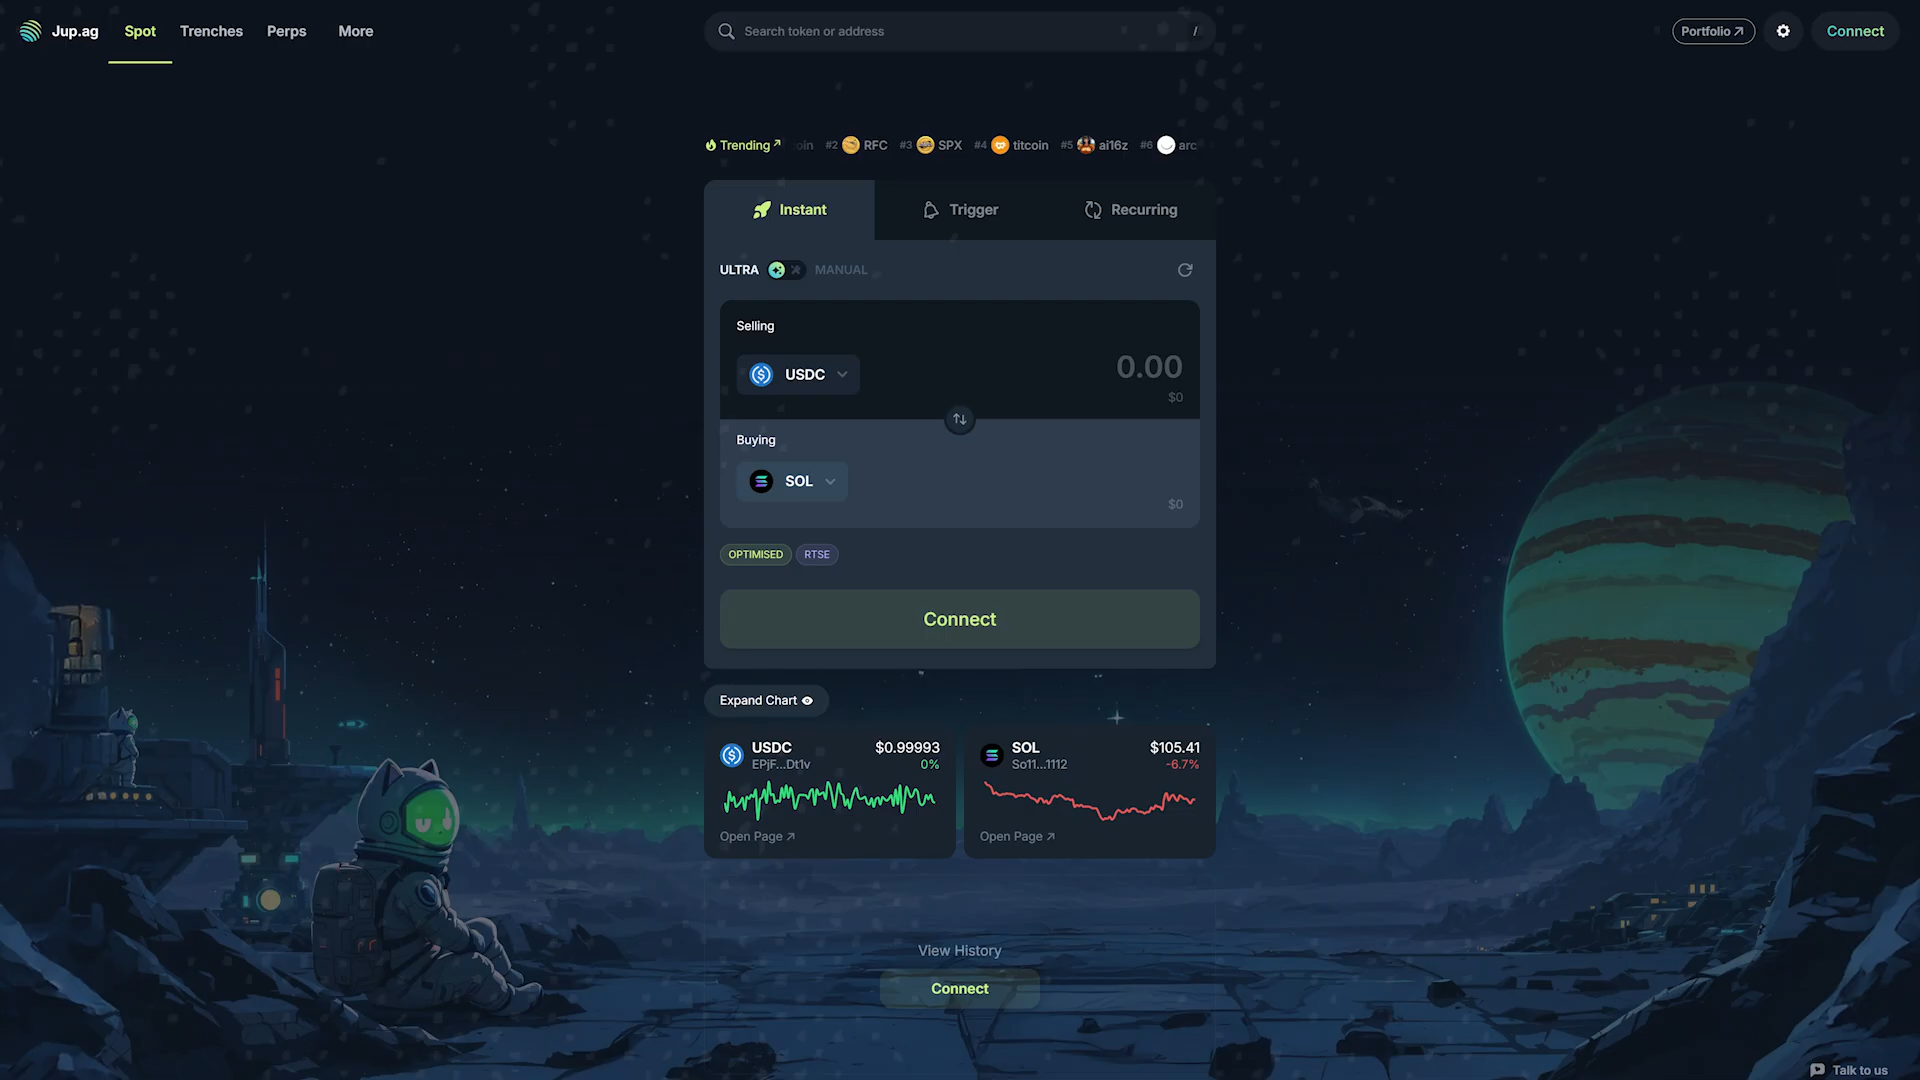 Jup.ag Spot Trenches Perps More
Search token or address /
Portfolio Connect
Trending oin #2 RFC #3 SPX #4 titcoin #5 ai16z #6 arc
Instant Trigger Recurring
ULTRA MANUAL
Selling
USDC 0.00
$0
Buying
SOL
$0
OPTIMISED RTSE
Connect
Expand Chart
USDC $0.99993
EPjF...Dt1v 0%
Open Page
SOL $105.41
So11...1112 -6.7%
Open Page
View History
Connect
Talk to us